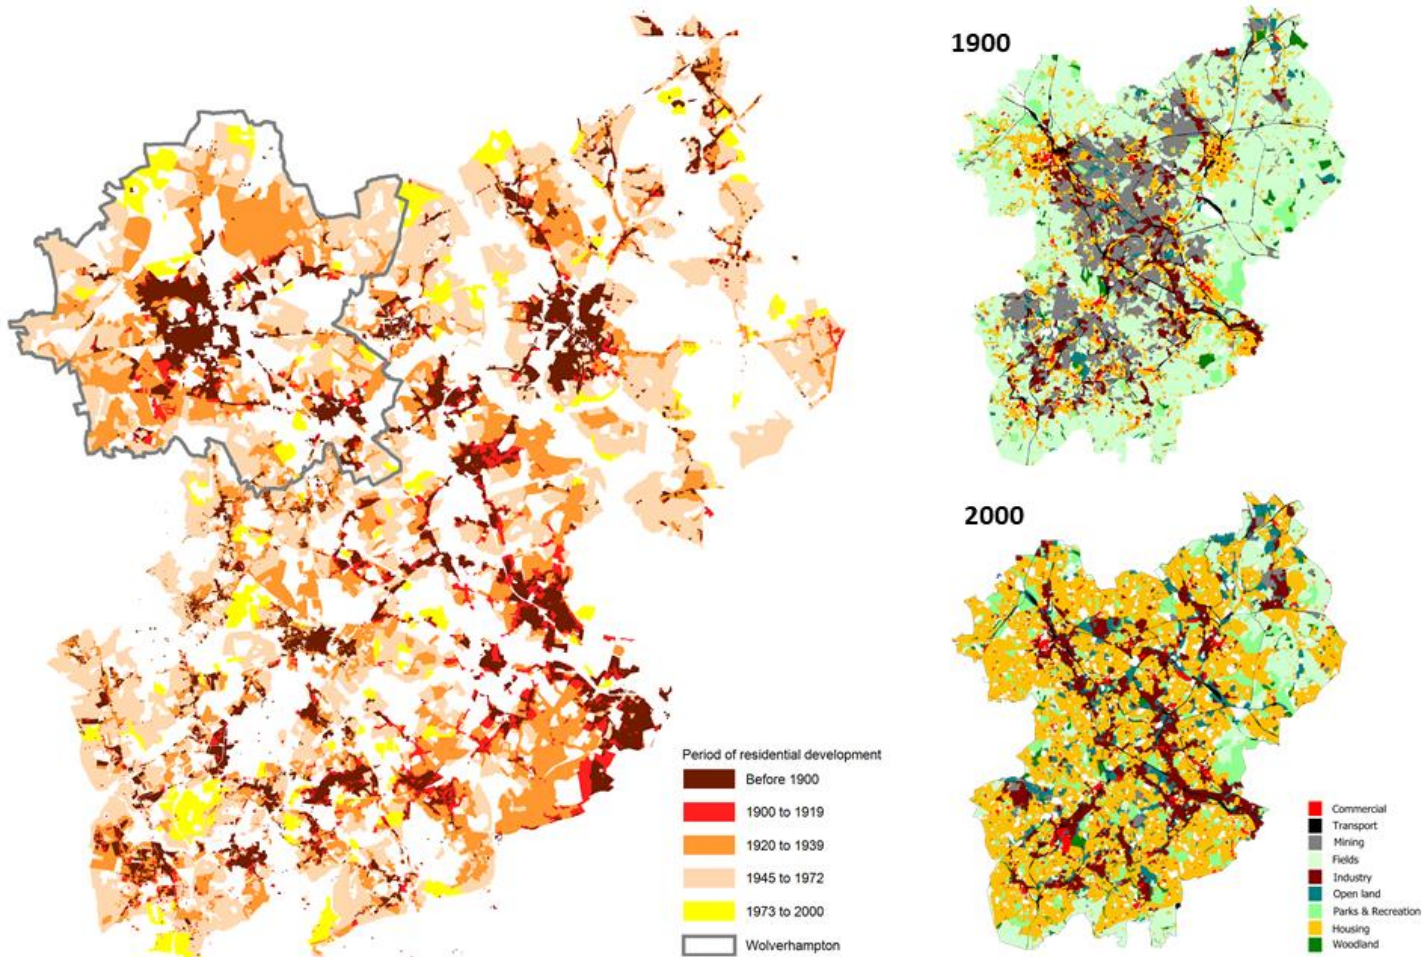 1900
2000
Period of residential development
Before 1900
1900 to 1919
1920 to 1939
1945 to 1972
1973 to 2000
Wolverhampton
Commercial
Transport
Mining
Fields
Industry
Open land
Parks & Recreation
Housing
Woodland